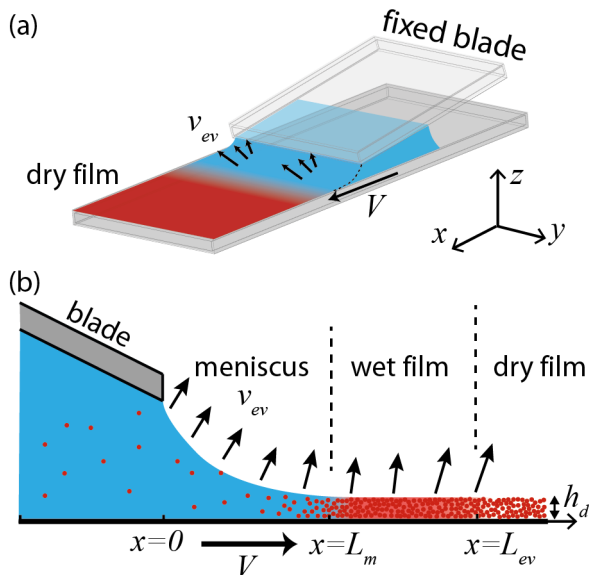 (a)
fixed blade
v_ev
dry film
V
z
x
y
(b)
blade
meniscus
wet film
dry film
v_ev
h_d
x=0
V
x=L_m
x=L_ev